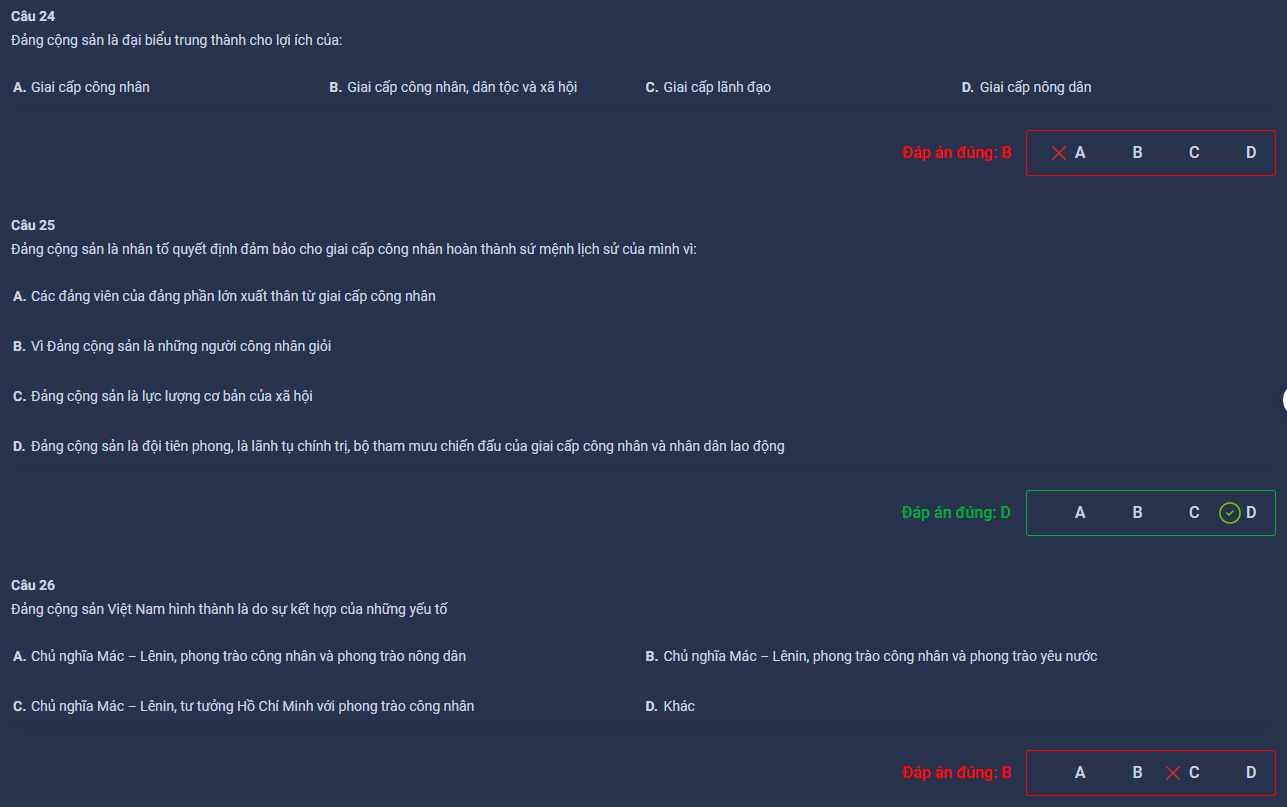 Câu 24
Đảng cộng sản là đại biểu trung thành cho lợi ích của:
A. Giai cấp công nhân B. Giai cấp công nhân, dân tộc và xã hội C. Giai cấp lãnh đạo D. Giai cấp nông dân
Đáp án đúng: B A B C D
Câu 25
Đảng cộng sản là nhân tố quyết định đảm bảo cho giai cấp công nhân hoàn thành sứ mệnh lịch sử của mình vì:
A. Các đảng viên của đảng phần lớn xuất thân từ giai cấp công nhân
B. Vì Đảng cộng sản là những người công nhân giỏi
C. Đảng cộng sản là lực lượng cơ bản của xã hội
D. Đảng cộng sản là đội tiên phong, là lãnh tụ chính trị, bộ tham mưu chiến đấu của giai cấp công nhân và nhân dân lao động
Đáp án đúng: D A B C D
Câu 26
Đảng cộng sản Việt Nam hình thành là do sự kết hợp của những yếu tố
A. Chủ nghĩa Mác – Lênin, phong trào công nhân và phong trào nông dân B. Chủ nghĩa Mác – Lênin, phong trào công nhân và phong trào yêu nước
C. Chủ nghĩa Mác – Lênin, tư tưởng Hồ Chí Minh với phong trào công nhân D. Khác
Đáp án đúng: B A B C D